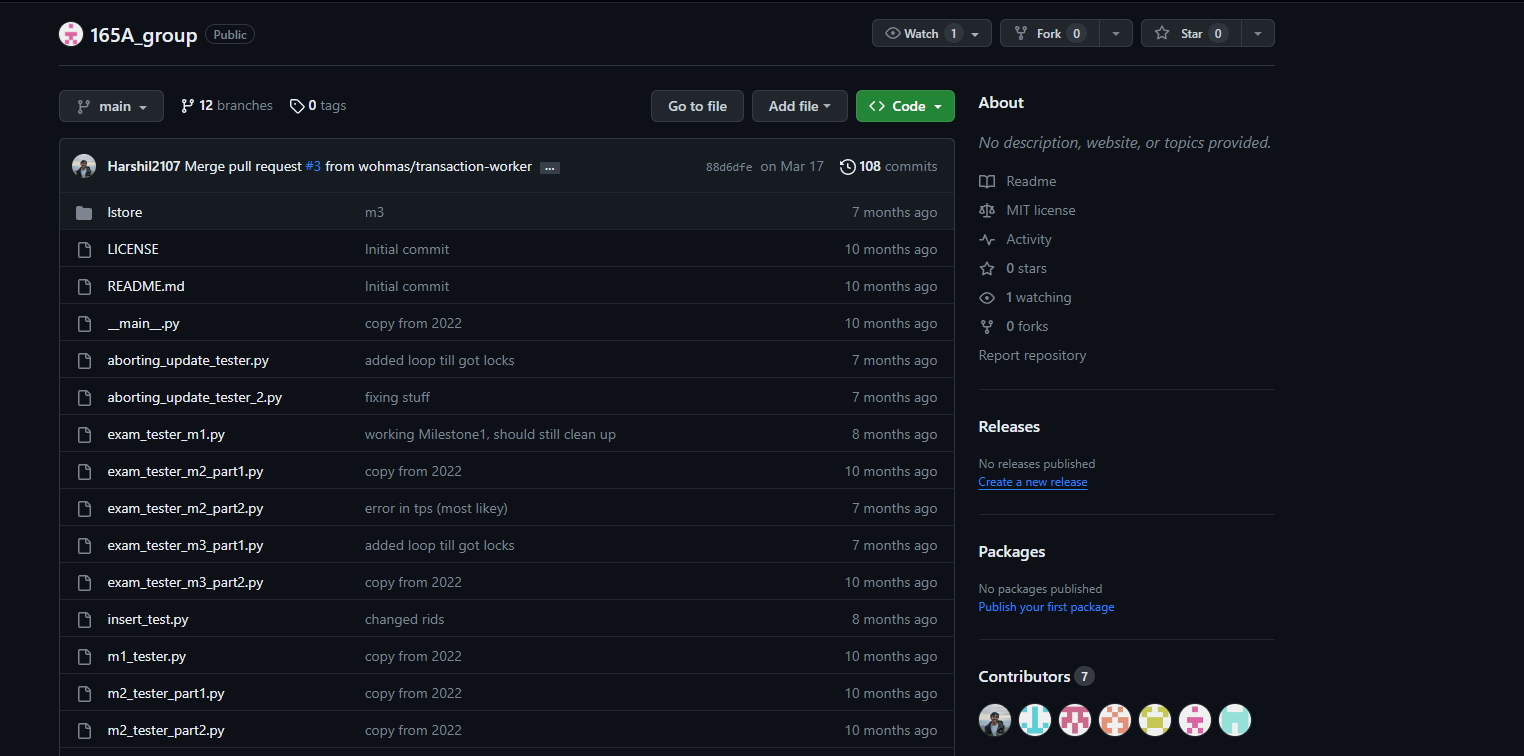 165A_group Public Watch 1 Fork 0 Star 0
main 12 branches 0 tags Go to file Add file <> Code
Harshil2107 Merge pull request #3 from wohmas/transaction-worker ... 88d6dfe on Mar 17 108 commits
lstore m3 7 months ago
LICENSE Initial commit 10 months ago
README.md Initial commit 10 months ago
__main__.py copy from 2022 10 months ago
aborting_update_tester.py added loop till got locks 7 months ago
aborting_update_tester_2.py fixing stuff 7 months ago
exam_tester_m1.py working Milestone1, should still clean up 8 months ago
exam_tester_m2_part1.py copy from 2022 10 months ago
exam_tester_m2_part2.py error in tps (most likey) 7 months ago
exam_tester_m3_part1.py added loop till got locks 7 months ago
exam_tester_m3_part2.py copy from 2022 10 months ago
insert_test.py changed rids 8 months ago
m1_tester.py copy from 2022 10 months ago
m2_tester_part1.py copy from 2022 10 months ago
m2_tester_part2.py copy from 2022 10 months ago
About
No description, website, or topics provided.
Readme
MIT license
Activity
0 stars
1 watching
0 forks
Report repository
Releases
No releases published
Create a new release
Packages
No packages published
Publish your first package
Contributors 7